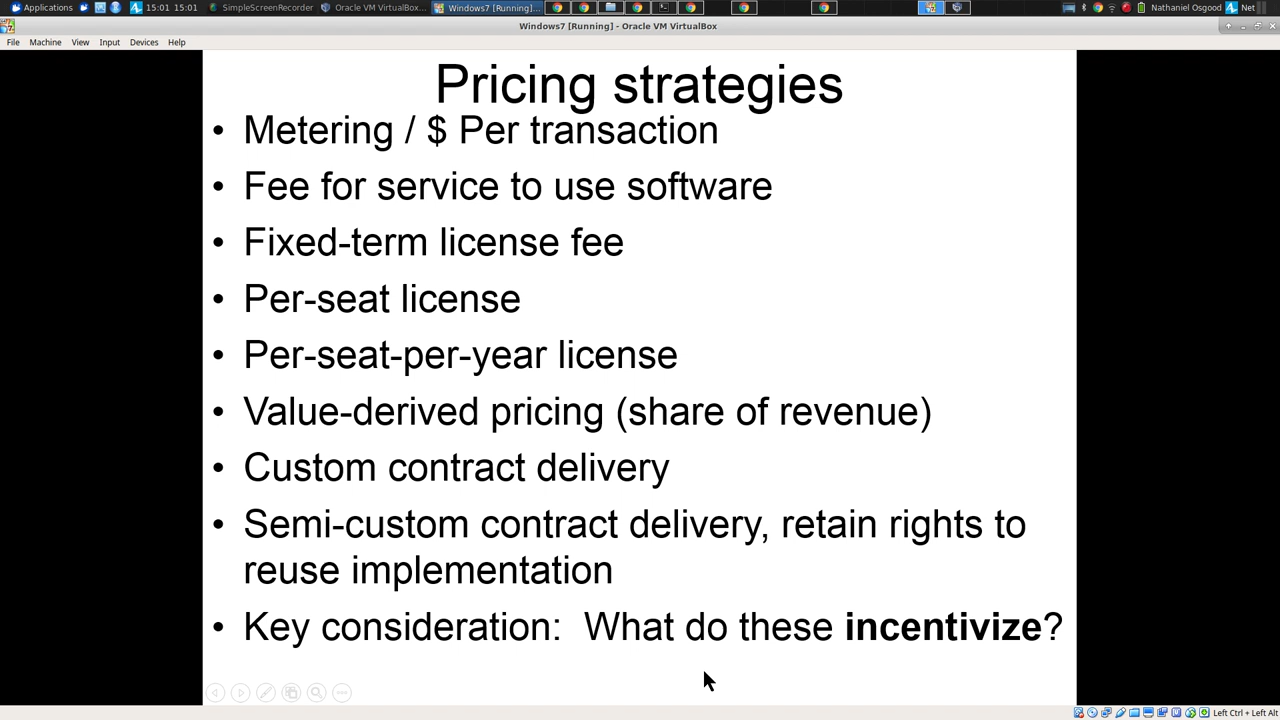 Applications
15:01 15:01
SimpleScreenRecorder
Oracle VM VirtualBox...
Windows7 [Running]...
Nathaniel Osgood
Net
Windows7 [Running] - Oracle VM VirtualBox
File Machine View Input Devices Help
Pricing strategies
• Metering / $ Per transaction
• Fee for service to use software
• Fixed-term license fee
• Per-seat license
• Per-seat-per-year license
• Value-derived pricing (share of revenue)
• Custom contract delivery
• Semi-custom contract delivery, retain rights to
reuse implementation
• Key consideration: What do these incentivize?
Left Ctrl + Left Alt